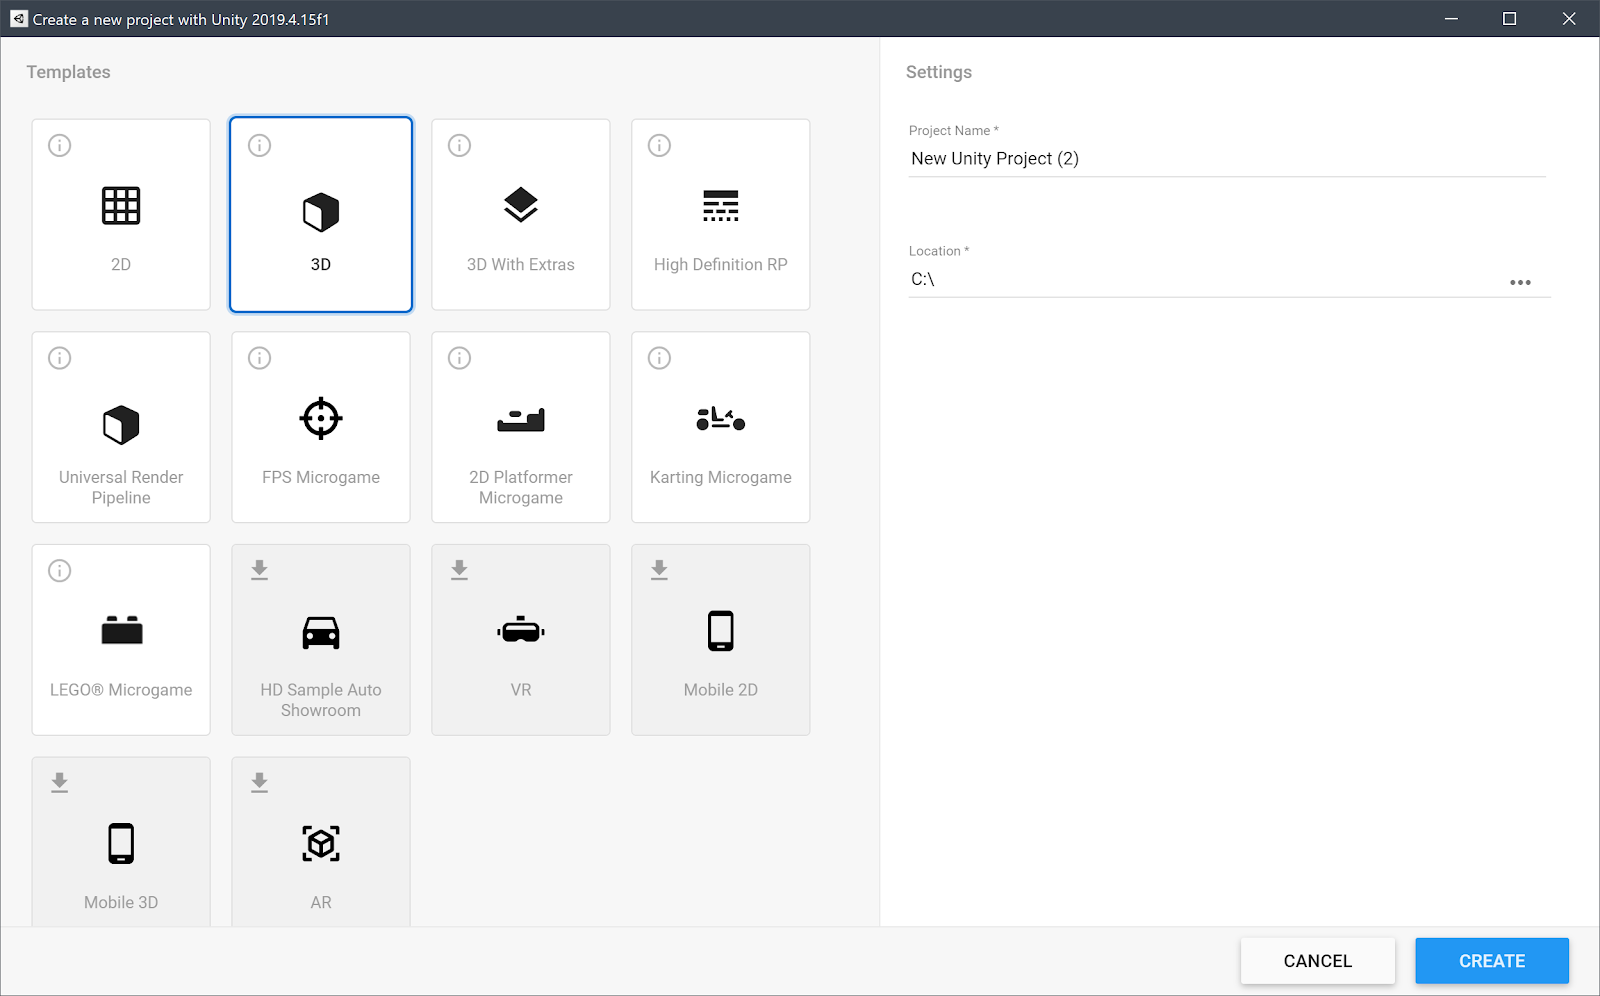 Create a new project with Unity 2019.4.15f1
Templates
Settings
2D
3D
3D With Extras
High Definition RP
Project Name *
New Unity Project (2)
Location *
C:\
Universal Render
Pipeline
FPS Microgame
2D Platformer
Microgame
Karting Microgame
LEGO® Microgame
HD Sample Auto
Showroom
VR
Mobile 2D
Mobile 3D
AR
CANCEL
CREATE